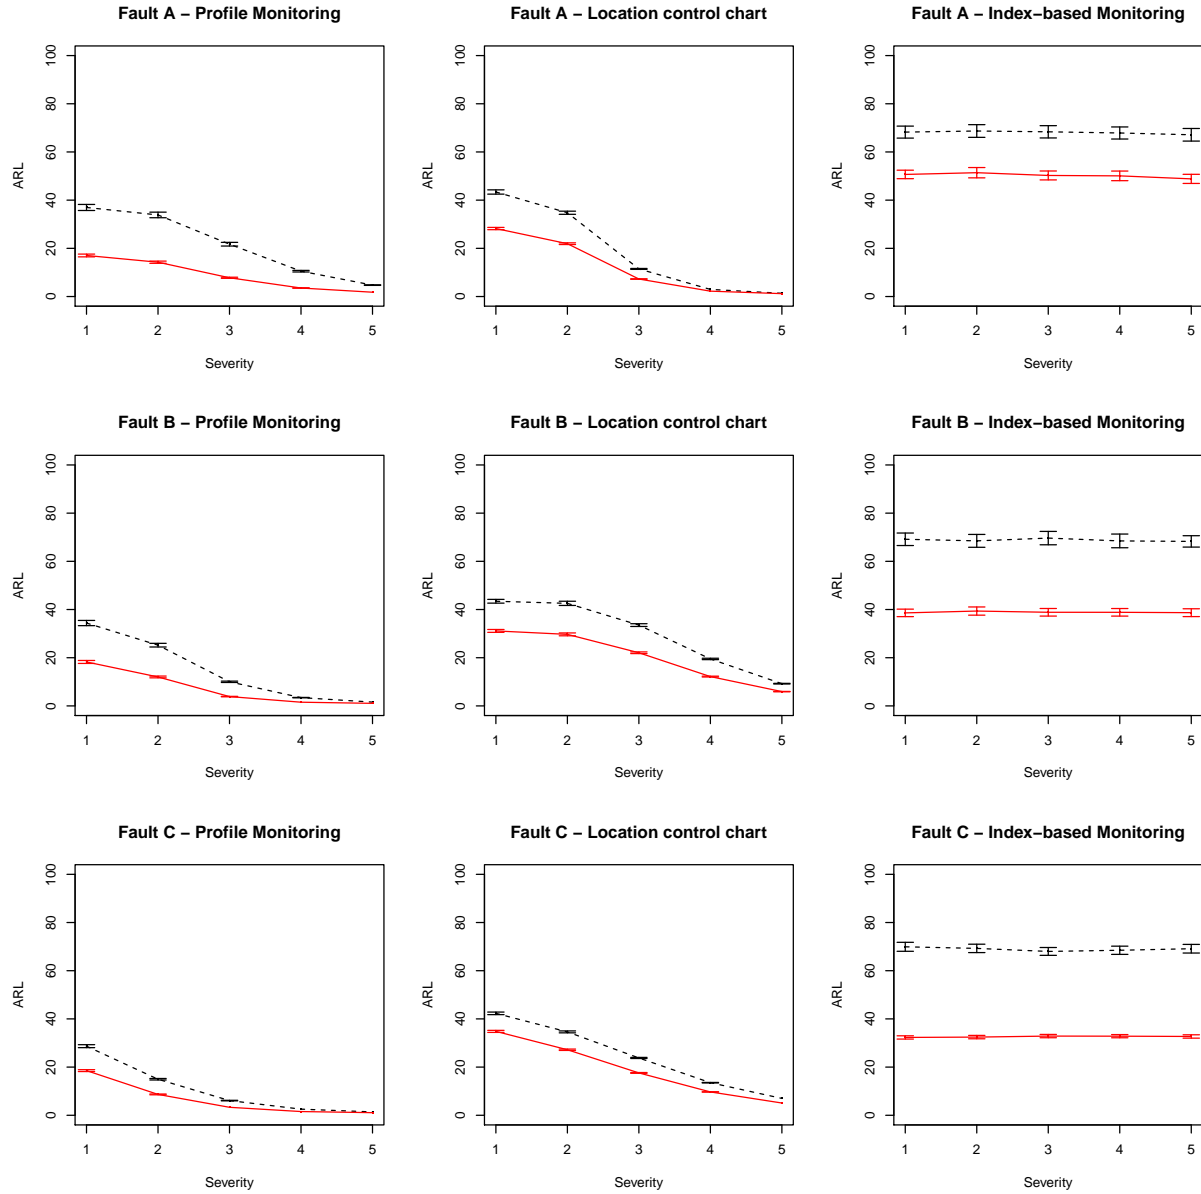 Fault A − Profile Monitoring
ARL
100
80
60
40
20
0
1 2 3 4 5
Severity
Fault A − Location control chart
ARL
100
80
60
40
20
0
1 2 3 4 5
Severity
Fault A − Index−based Monitoring
ARL
100
80
60
40
20
0
1 2 3 4 5
Severity
Fault B − Profile Monitoring
ARL
100
80
60
40
20
0
1 2 3 4 5
Severity
Fault B − Location control chart
ARL
100
80
60
40
20
0
1 2 3 4 5
Severity
Fault B − Index−based Monitoring
ARL
100
80
60
40
20
0
1 2 3 4 5
Severity
Fault C − Profile Monitoring
ARL
100
80
60
40
20
0
1 2 3 4 5
Severity
Fault C − Location control chart
ARL
100
80
60
40
20
0
1 2 3 4 5
Severity
Fault C − Index−based Monitoring
ARL
100
80
60
40
20
0
1 2 3 4 5
Severity